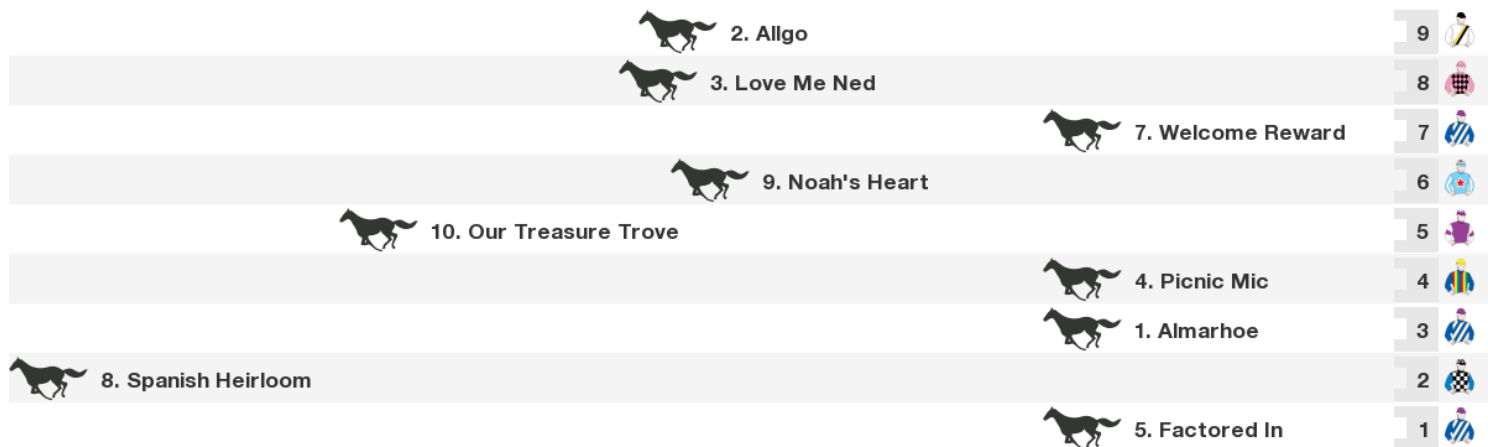 2. Allgo 9
3. Love Me Ned 8
7. Welcome Reward 7
9. Noah's Heart 6
10. Our Treasure Trove 5
4. Picnic Mic 4
1. Almarhoe 3
8. Spanish Heirloom 2
5. Factored In 1